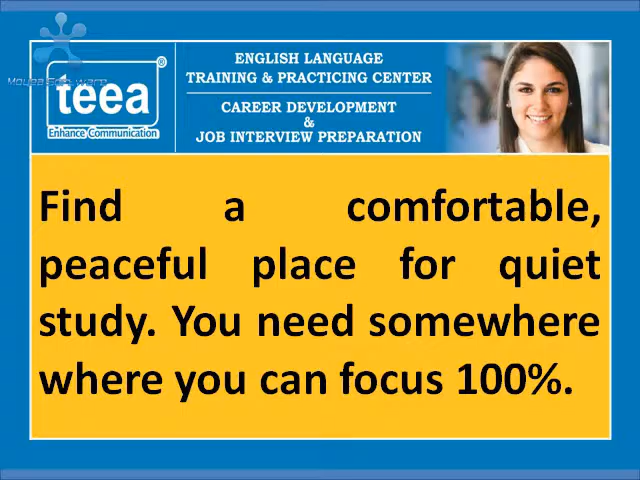 teea®
Enhance Communication
ENGLISH LANGUAGE
TRAINING & PRACTICING CENTER
CAREER DEVELOPMENT
&
JOB INTERVIEW PREPARATION
Find a comfortable,
peaceful place for quiet
study. You need somewhere
where you can focus 100%.